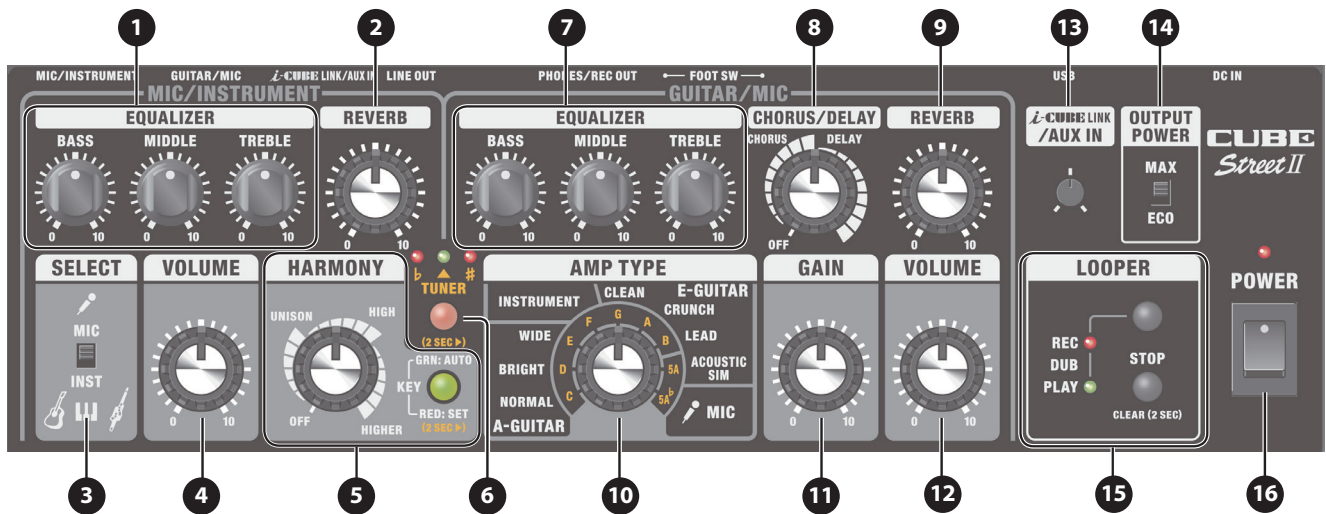 1 2 7 8 9 13 14
MIC/INSTRUMENT GUITAR/MIC i-CUBE LINK/AUX IN LINE OUT PHONES/REC OUT FOOT SW USB DC IN
MIC/INSTRUMENT GUITAR/MIC
EQUALIZER REVERB EQUALIZER CHORUS/DELAY REVERB
BASS MIDDLE TREBLE
0 10 0 10 0 10
0 10
BASS MIDDLE TREBLE
0 10 0 10 0 10
CHORUS DELAY
OFF
0 10
i-CUBE LINK
/AUX IN
OUTPUT
POWER
MAX
ECO
CUBE
Street II
SELECT
MIC
INST
VOLUME
0 10
HARMONY
UNISON HIGH
OFF HIGHER
♭ ♯
TUNER
(2 SEC ▶)
GRN: AUTO
KEY
RED: SET
(2 SEC ▶)
AMP TYPE
INSTRUMENT CLEAN E-GUITAR
CRUNCH
WIDE LEAD
BRIGHT ACOUSTIC
SIM
NORMAL MIC
A-GUITAR
C D E F G A B 5A 5A♭
GAIN
0 10
VOLUME
0 10
LOOPER
REC
DUB STOP
PLAY
CLEAR (2 SEC)
POWER
3 4 5 6 10 11 12 15 16